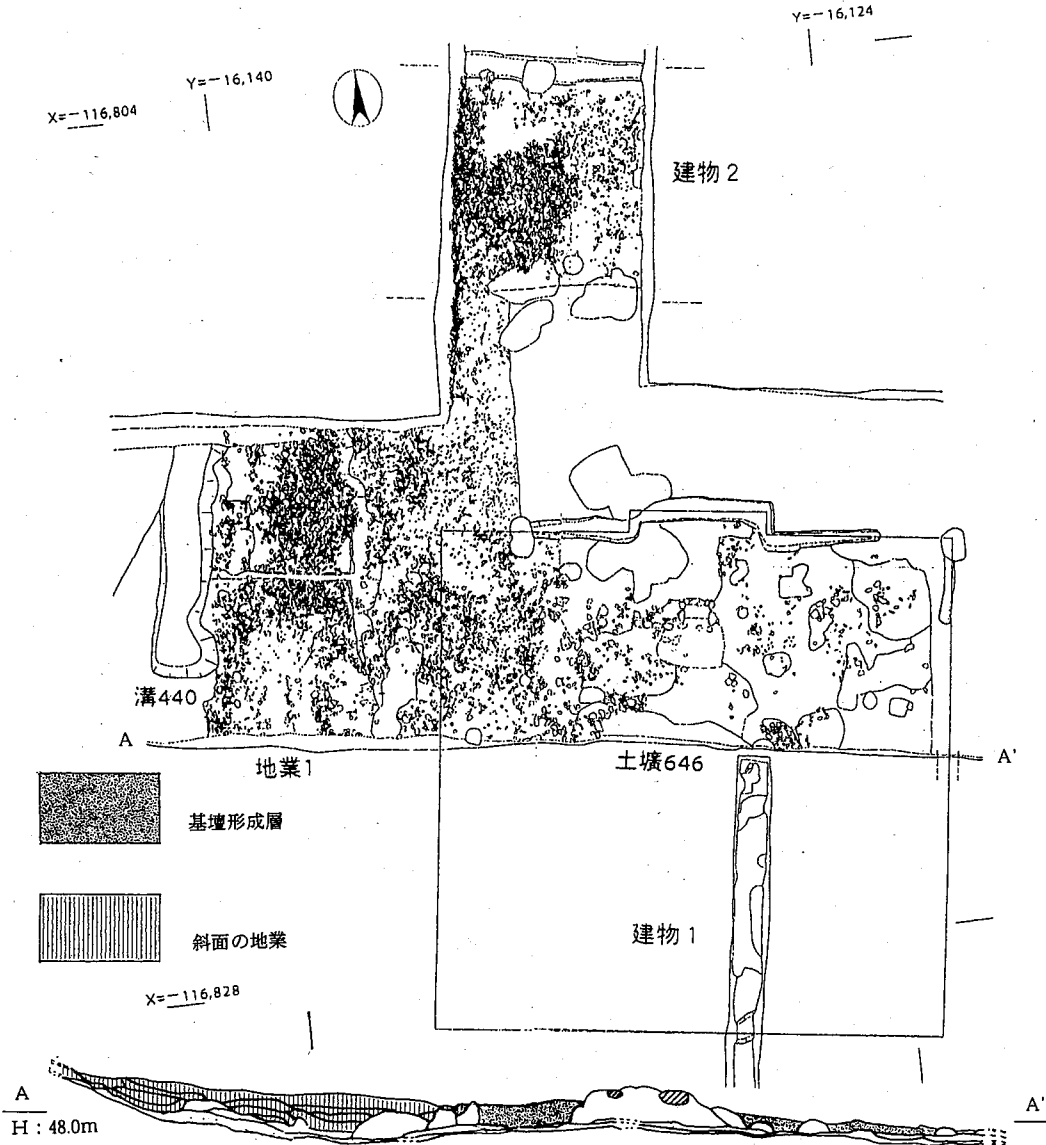 Y=−16,124
Y=−16,140
X=−116,804
建物２
溝440
A
地業1
土壙646
A'
基壇形成層
建物１
斜面の地業
X=−116,828
A
H：48.0m
A'